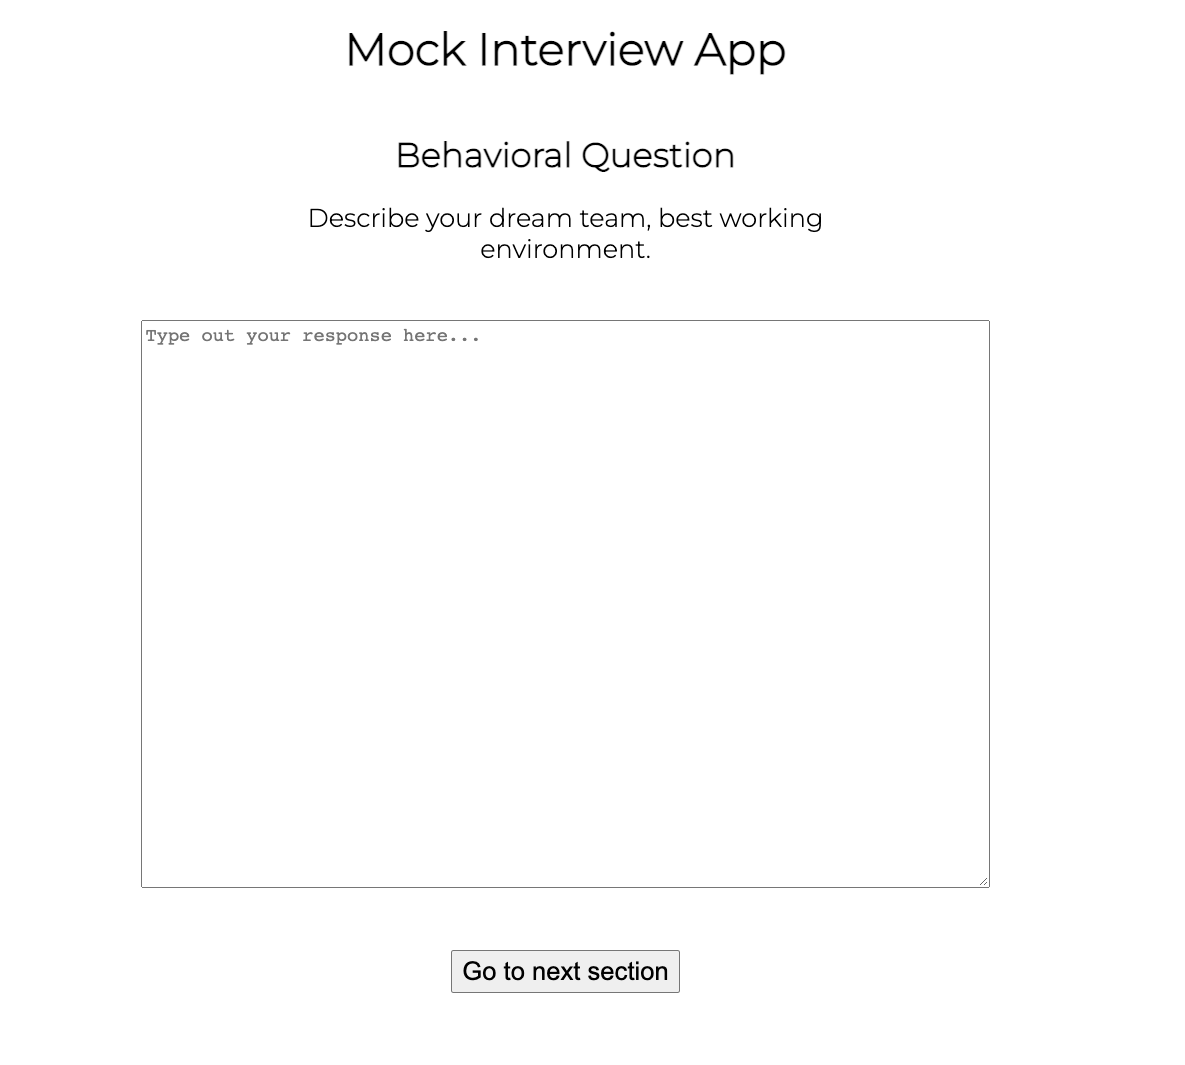 Mock Interview App
Behavioral Question
Describe your dream team, best working
environment.
Type out your response here...
Go to next section